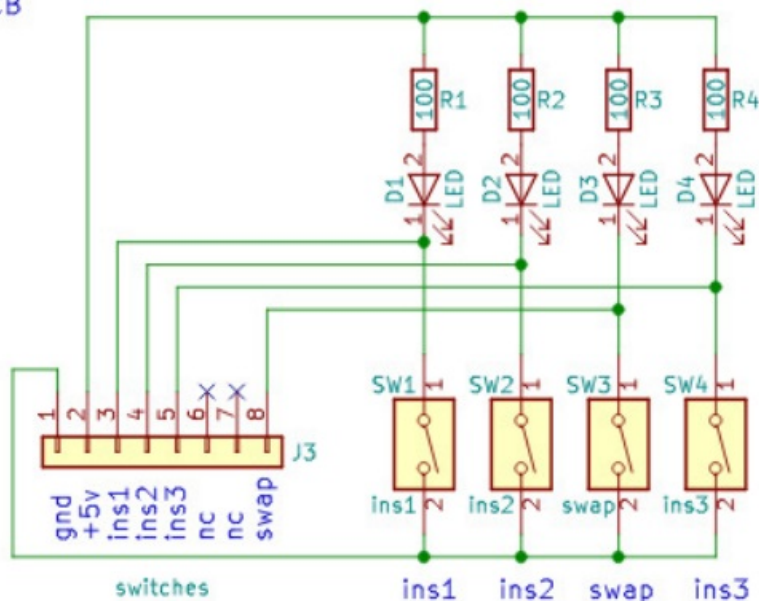 B
100 R1
100 R2
100 R3
100 R4
2 D1 LED 1
2 D2 LED 1
2 D3 LED 1
2 D4 LED 1
SW1 1
SW2 1
SW3 1
SW4 1
1 2 3 4 5 6 7 8
J3
ins1 2
ins2 2
swap 2
ins3 2
gnd
+5v
ins1
ins2
ins3
nc
nc
swap
switches
ins1 ins2 swap ins3